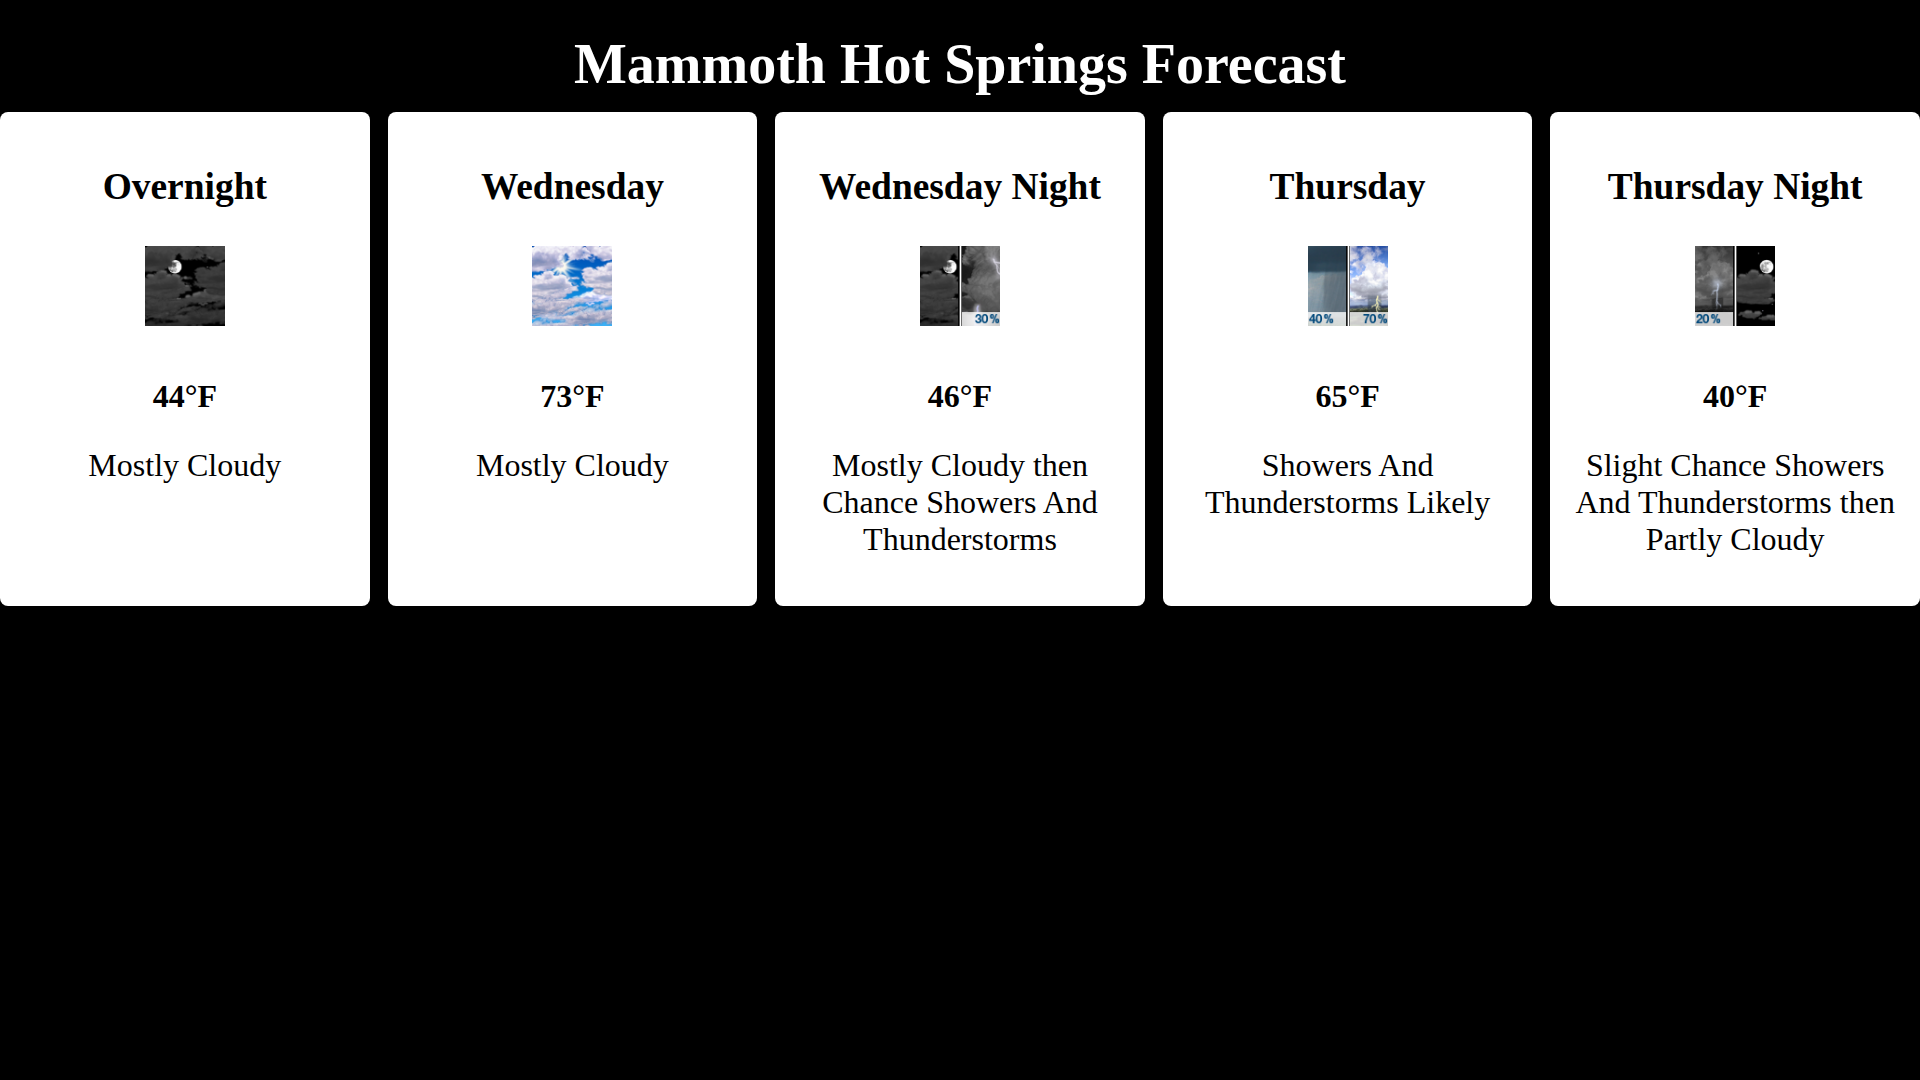 Mammoth Hot Springs Forecast
Overnight
44°F
Mostly Cloudy
Wednesday
73°F
Mostly Cloudy
Wednesday Night
30%
46°F
Mostly Cloudy then
Chance Showers And
Thunderstorms
Thursday
40% 70%
65°F
Showers And
Thunderstorms Likely
Thursday Night
20%
40°F
Slight Chance Showers
And Thunderstorms then
Partly Cloudy